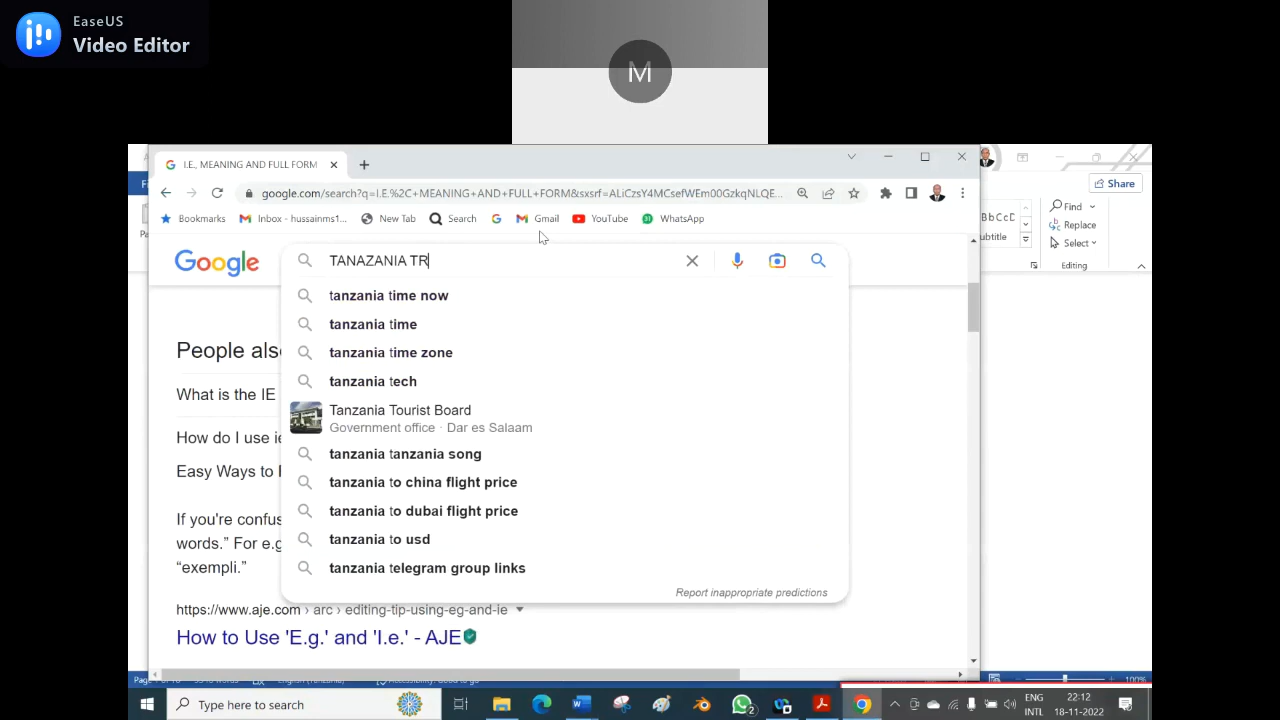 EaseUS
Video Editor
M
I.E., MEANING AND FULL FORM
google.com/search?q=I.E.%2C+MEANING+AND+FULL+FORM&sxsrf=ALiCzsY4MCsefWEm00GzkqNLQE...
Bookmarks
Inbox - hussainms1...
New Tab
Search
Gmail
YouTube
WhatsApp
Share
Find
Replace
Select
Editing
Google
TANAZANIA TR
tanzania time now
tanzania time
tanzania time zone
tanzania tech
Tanzania Tourist Board
Government office · Dar es Salaam
tanzania tanzania song
tanzania to china flight price
tanzania to dubai flight price
tanzania to usd
tanzania telegram group links
Report inappropriate predictions
People
What is the IE
How do I use
Easy Ways to
If you're
words.” For
“exempli.”
https://www.aje.com › arc › editing-tip-using-eg-and-ie
How to Use 'E.g.' and 'I.e.' - AJE
100%
Type here to search
2
ENG
INTL
22:12
18-11-2022